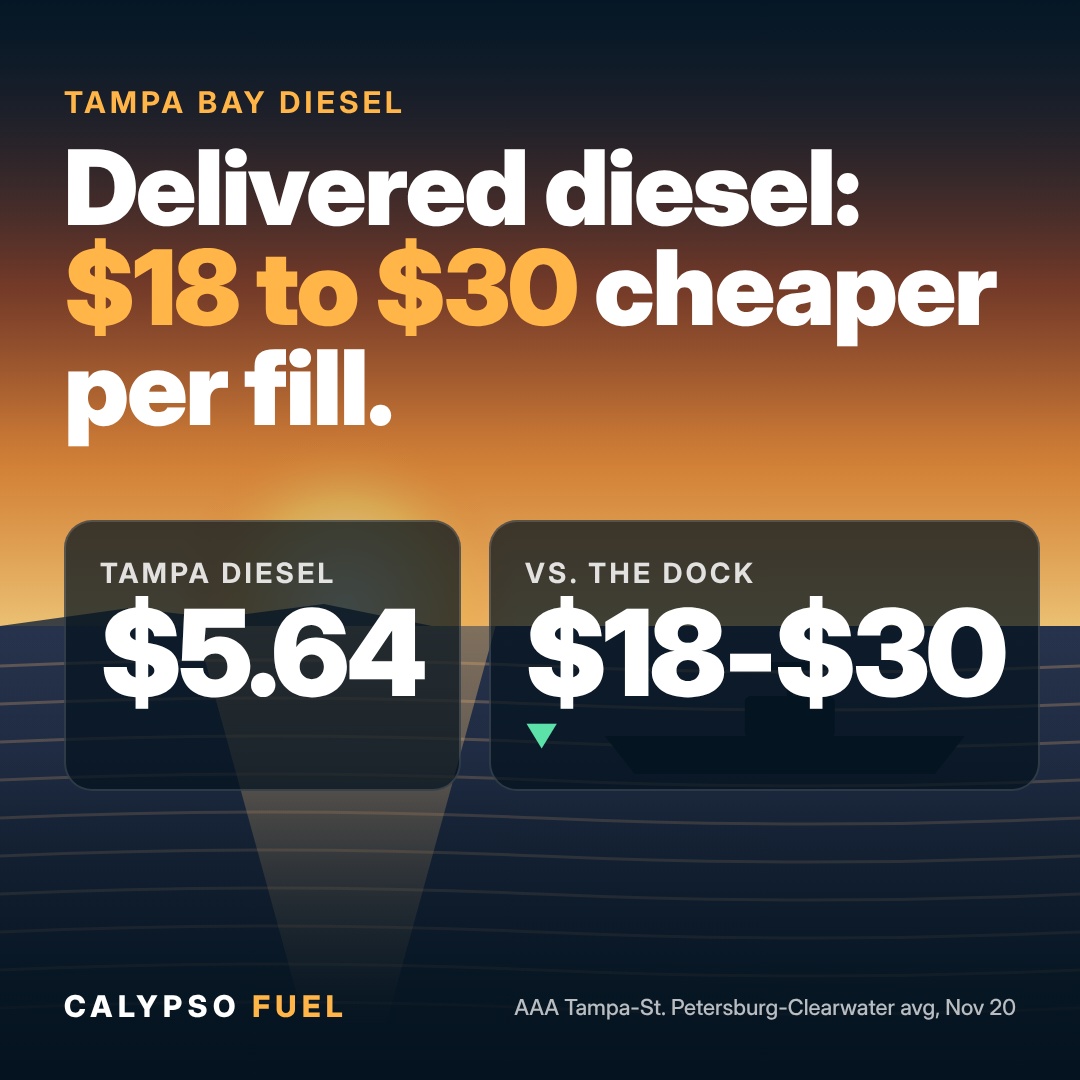 TAMPA BAY DIESEL
Delivered diesel:
$18 to $30 cheaper
per fill.
TAMPA DIESEL
$5.64
VS. THE DOCK
$18-$30
CALYPSO FUEL
AAA Tampa-St. Petersburg-Clearwater avg, Nov 20